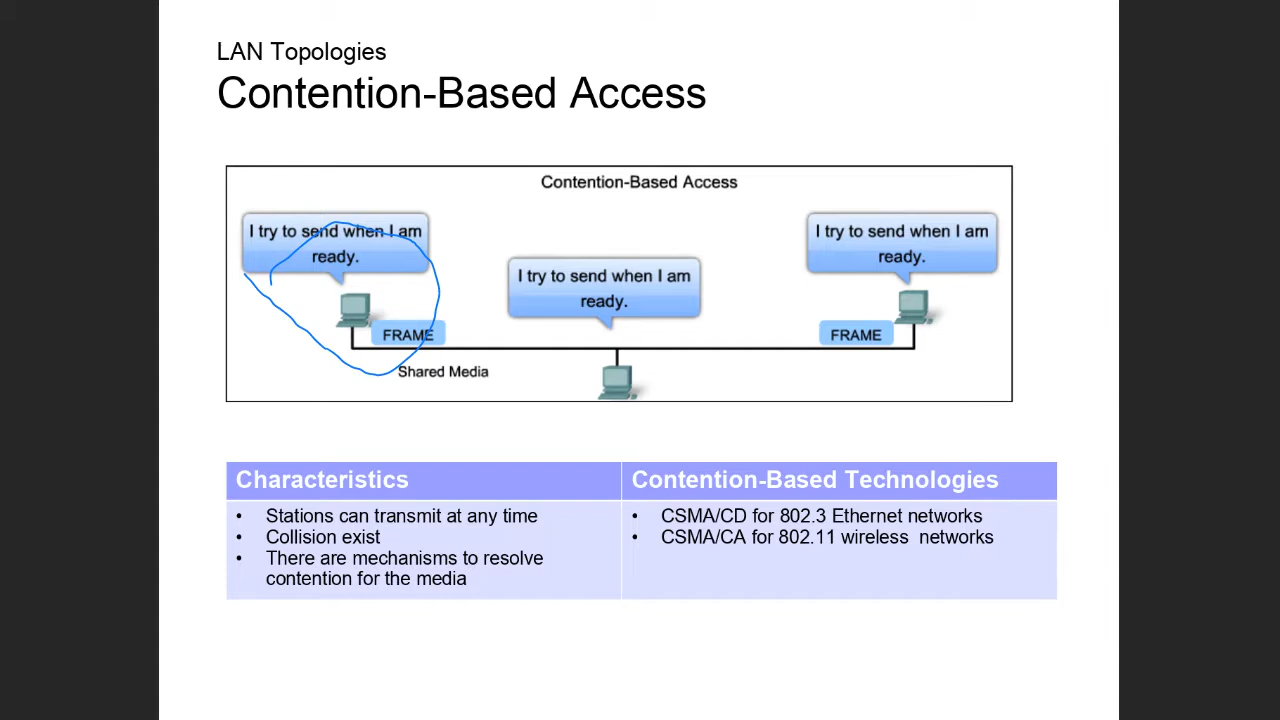 LAN Topologies
Contention-Based Access
Contention-Based Access
I try to send when I am
ready.
I try to send when I am
ready.
I try to send when I am
ready.
FRAME
FRAME
Shared Media
Characteristics
• Stations can transmit at any time
• Collision exist
• There are mechanisms to resolve
contention for the media
Contention-Based Technologies
• CSMA/CD for 802.3 Ethernet networks
• CSMA/CA for 802.11 wireless  networks